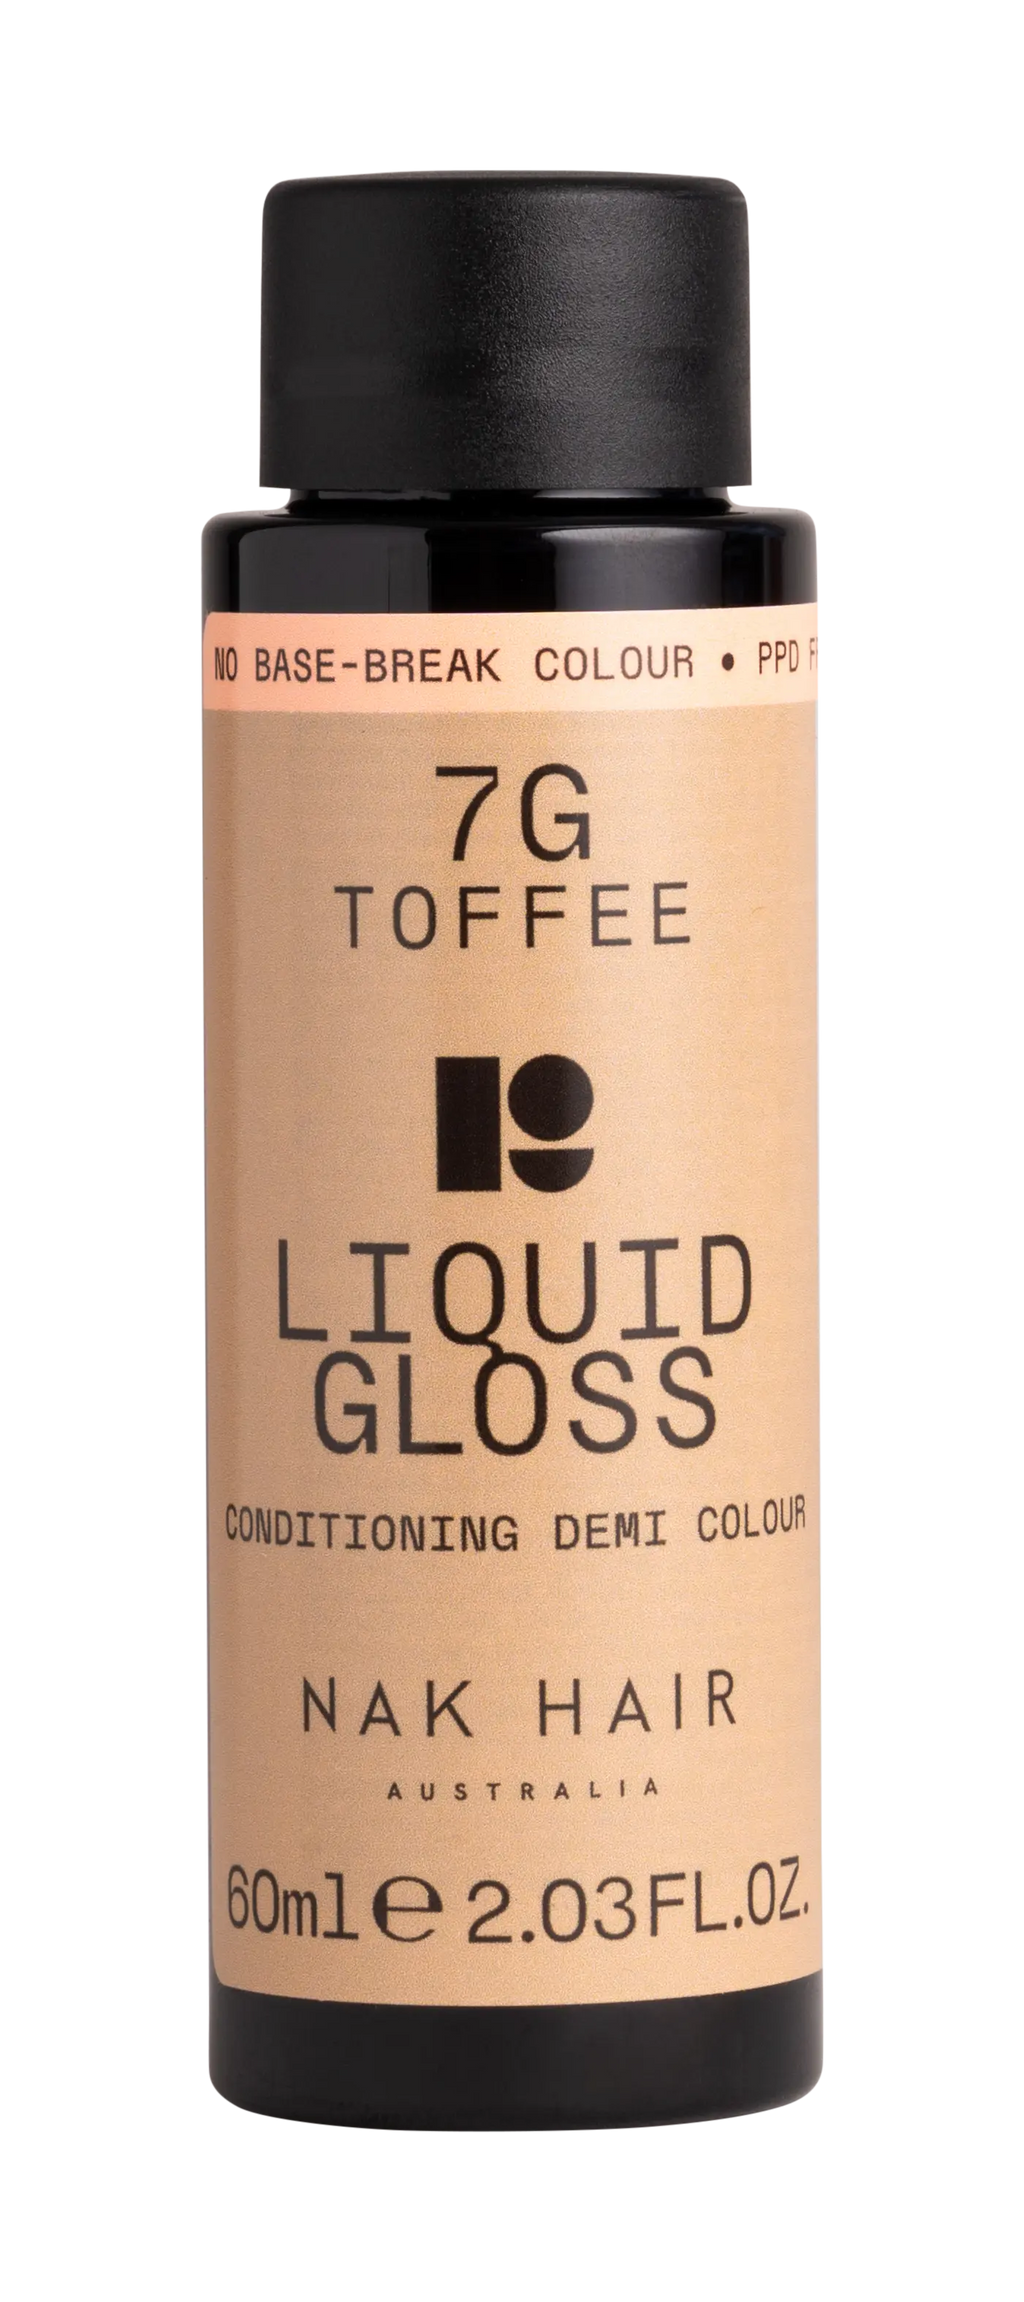 NO BASE-BREAK COLOUR • PPD
7G
TOFFEE
LIQUID
GLOSS
CONDITIONING DEMI COLOUR
NAK HAIR
AUSTRALIA
60ml e 2.03FL.OZ.